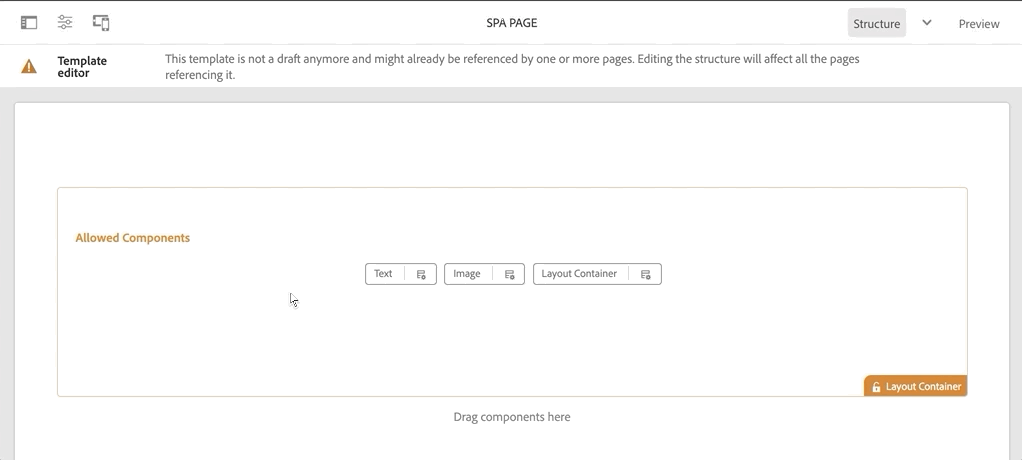 SPA PAGE
Structure
Preview
Template
editor
This template is not a draft anymore and might already be referenced by one or more pages. Editing the structure will affect all the pages
referencing it.
Allowed Components
Text
Image
Layout Container
Layout Container
Drag components here